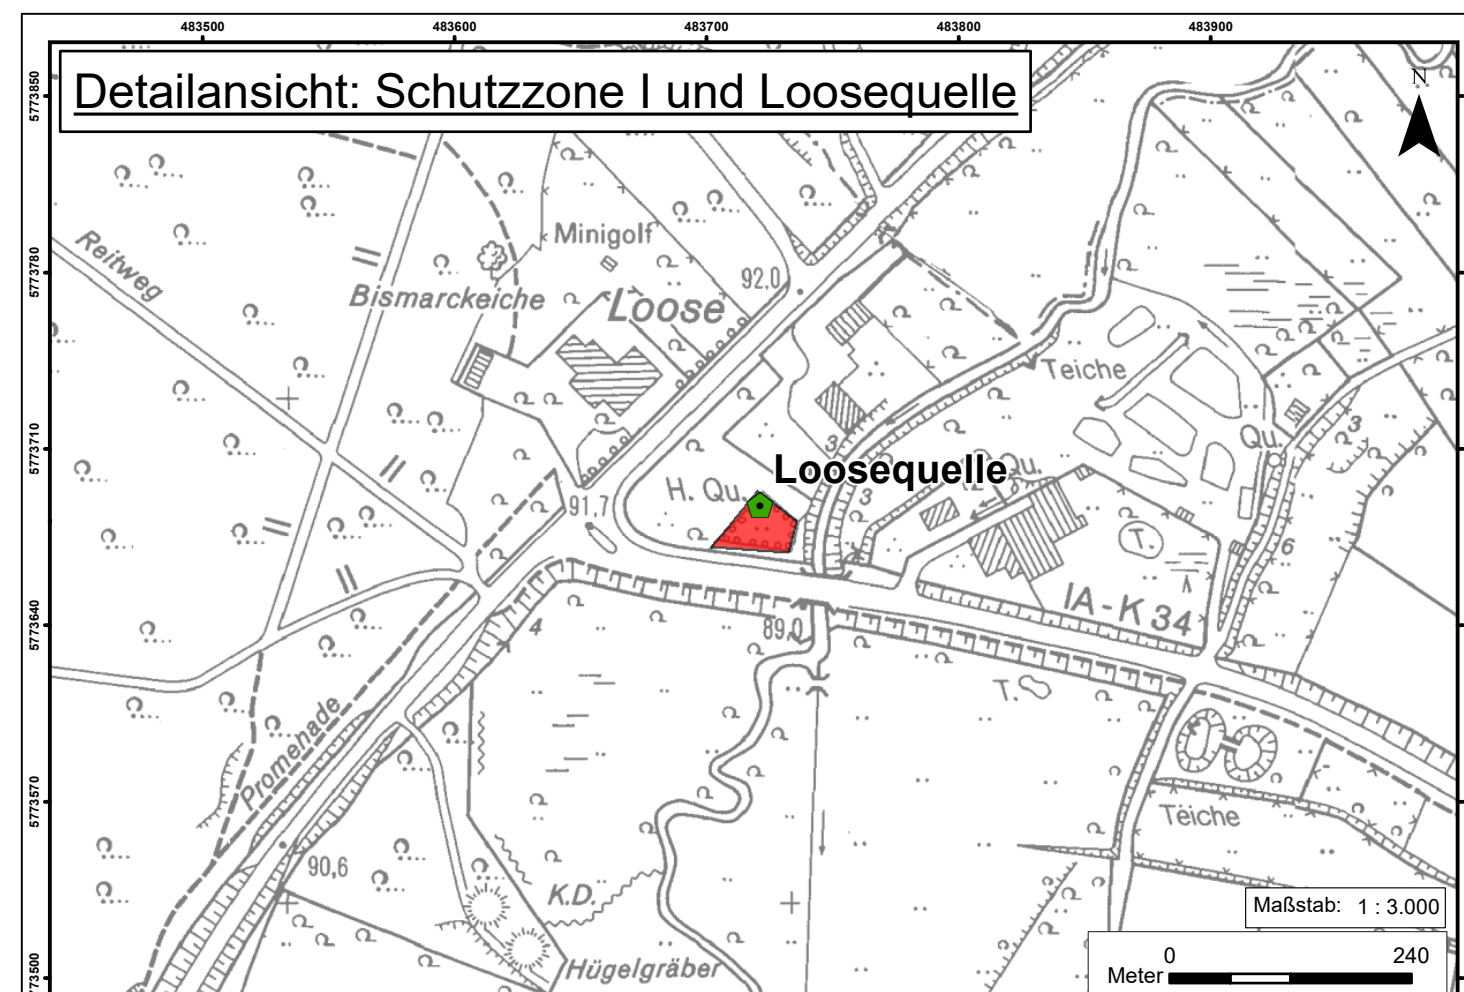 483500 483600 483700 483800 483900
5773850
Detailansicht: Schutzzone I und Loosequelle
N
Reitweg
Minigolf
5773780
92,0
Bismarckeiche
Loose
Teiche
5773710
3
3
Qu.
Loosequelle
Qu.
H. Qu.
3
91,7
T.
6
IA - K 34
5773640
4
89,0
T.
Promenade
5773570
Teiche
90,6
K.D.
Maßstab: 1 : 3.000
Hügelgräber
0 240
Meter
73500